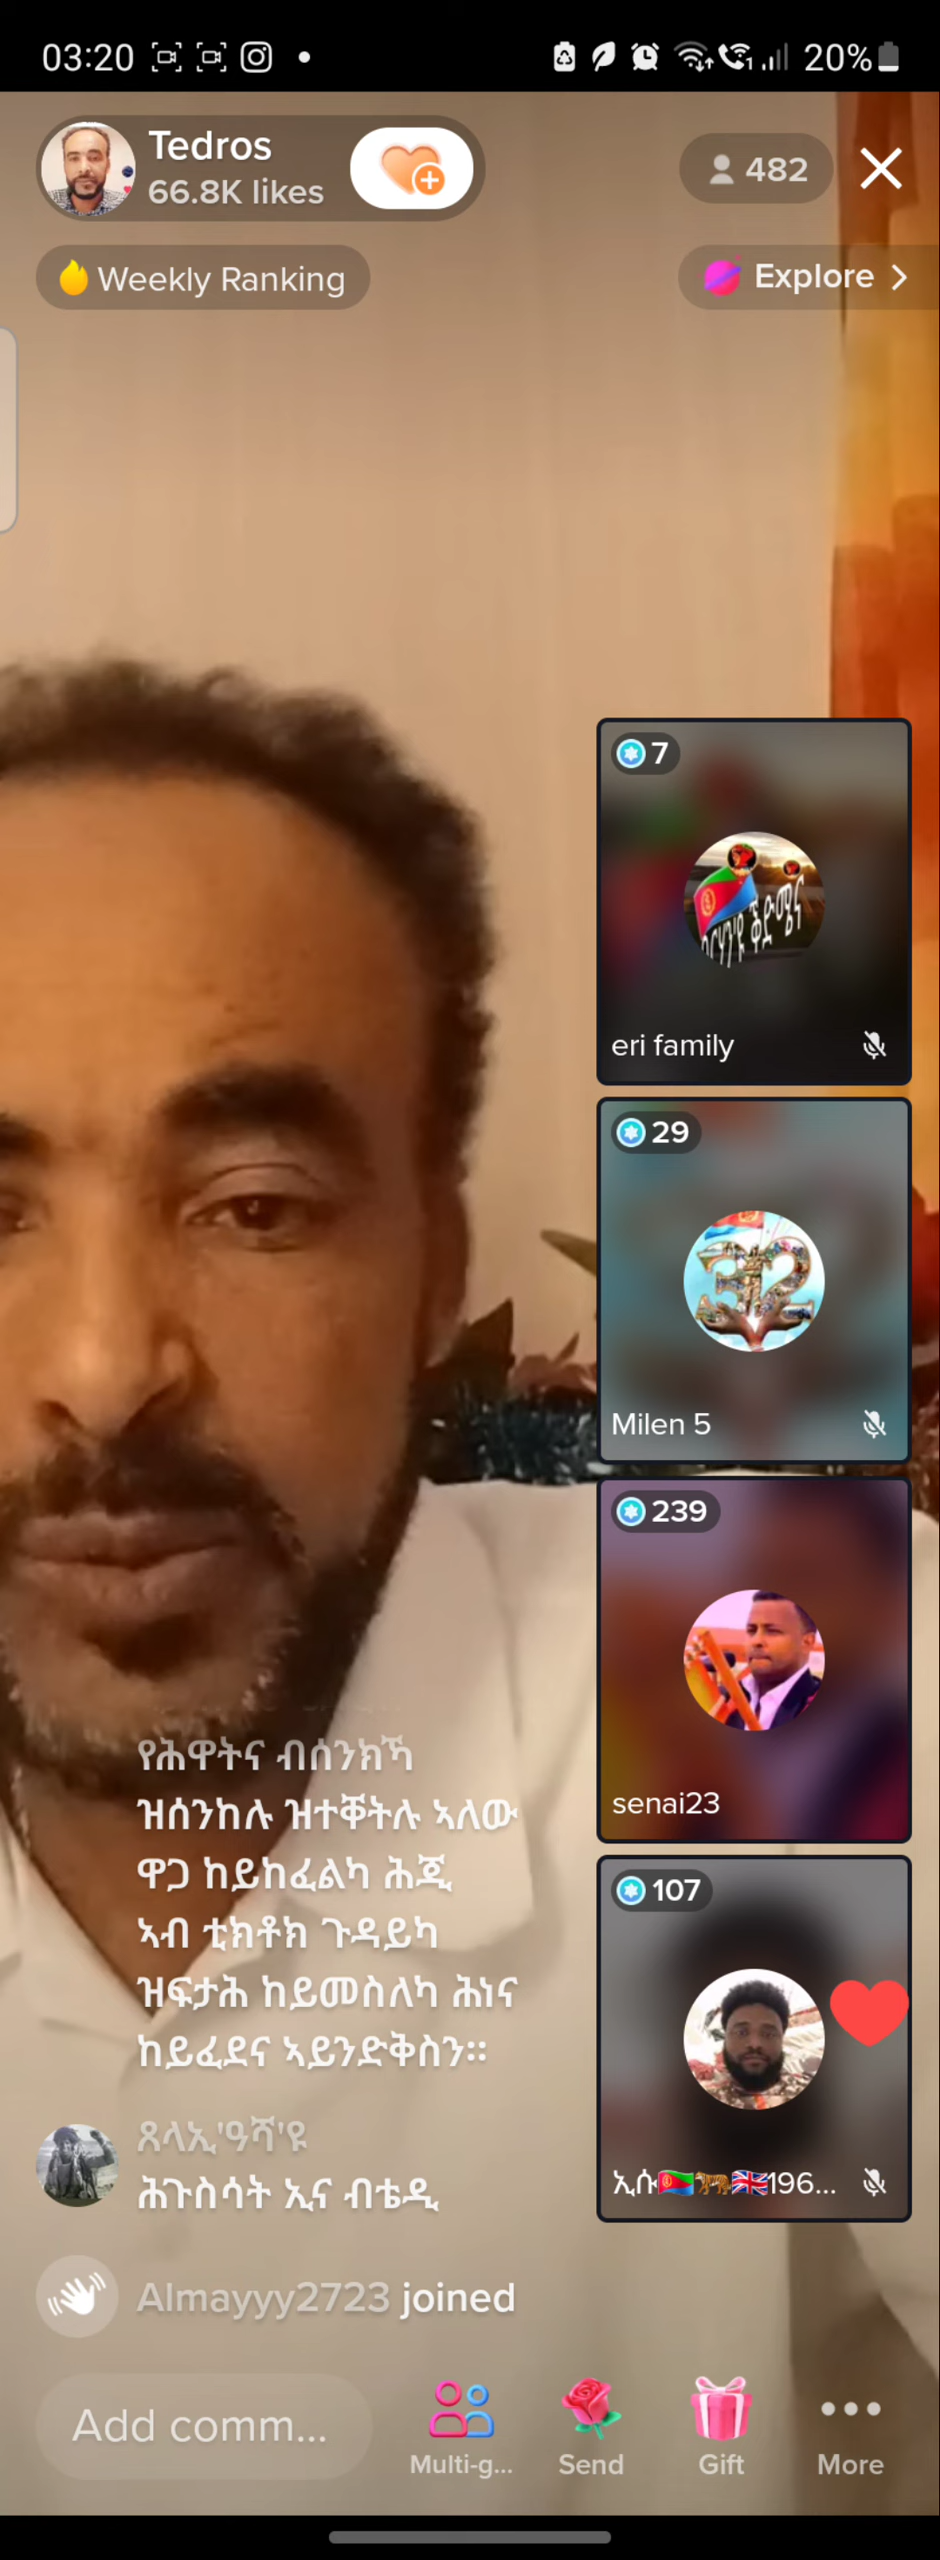 03:20
20%
Tedros
66.8K likes
482
Weekly Ranking
Explore
7
ቅድሚና
eri family
29
32
Milen 5
239
senai23
107
ኢሱ🇪🇷🐅🇬🇧196...
የሕዋትና ብሰንክኻ
ዝሰንከሉ ዝተቐትሉ ኣለው
ዋጋ ከይከፈልካ ሕጂ
ኣብ ቲክቶክ ጉዳይካ
ዝፍታሕ ከይመስለካ ሕነና
ከይፈደና ኣይንድቅስን።
ጸላኢ'ዓሻ'ዩ
ሕጉስሳት ኢና ብቴዲ
Almayyy2723 joined
Add comm...
Multi-g...
Send
Gift
More